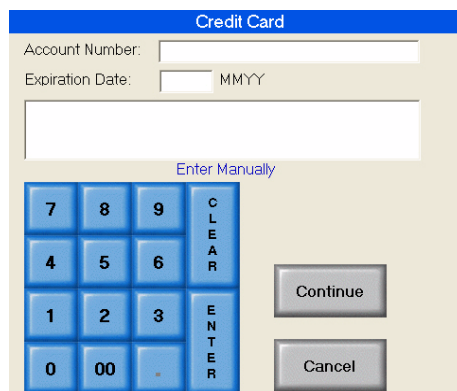 Credit Card
Account Number:
Expiration Date: MMYY
Enter Manually
7 8 9 CLEAR
4 5 6
1 2 3 ENTER
0 00 .
Continue
Cancel